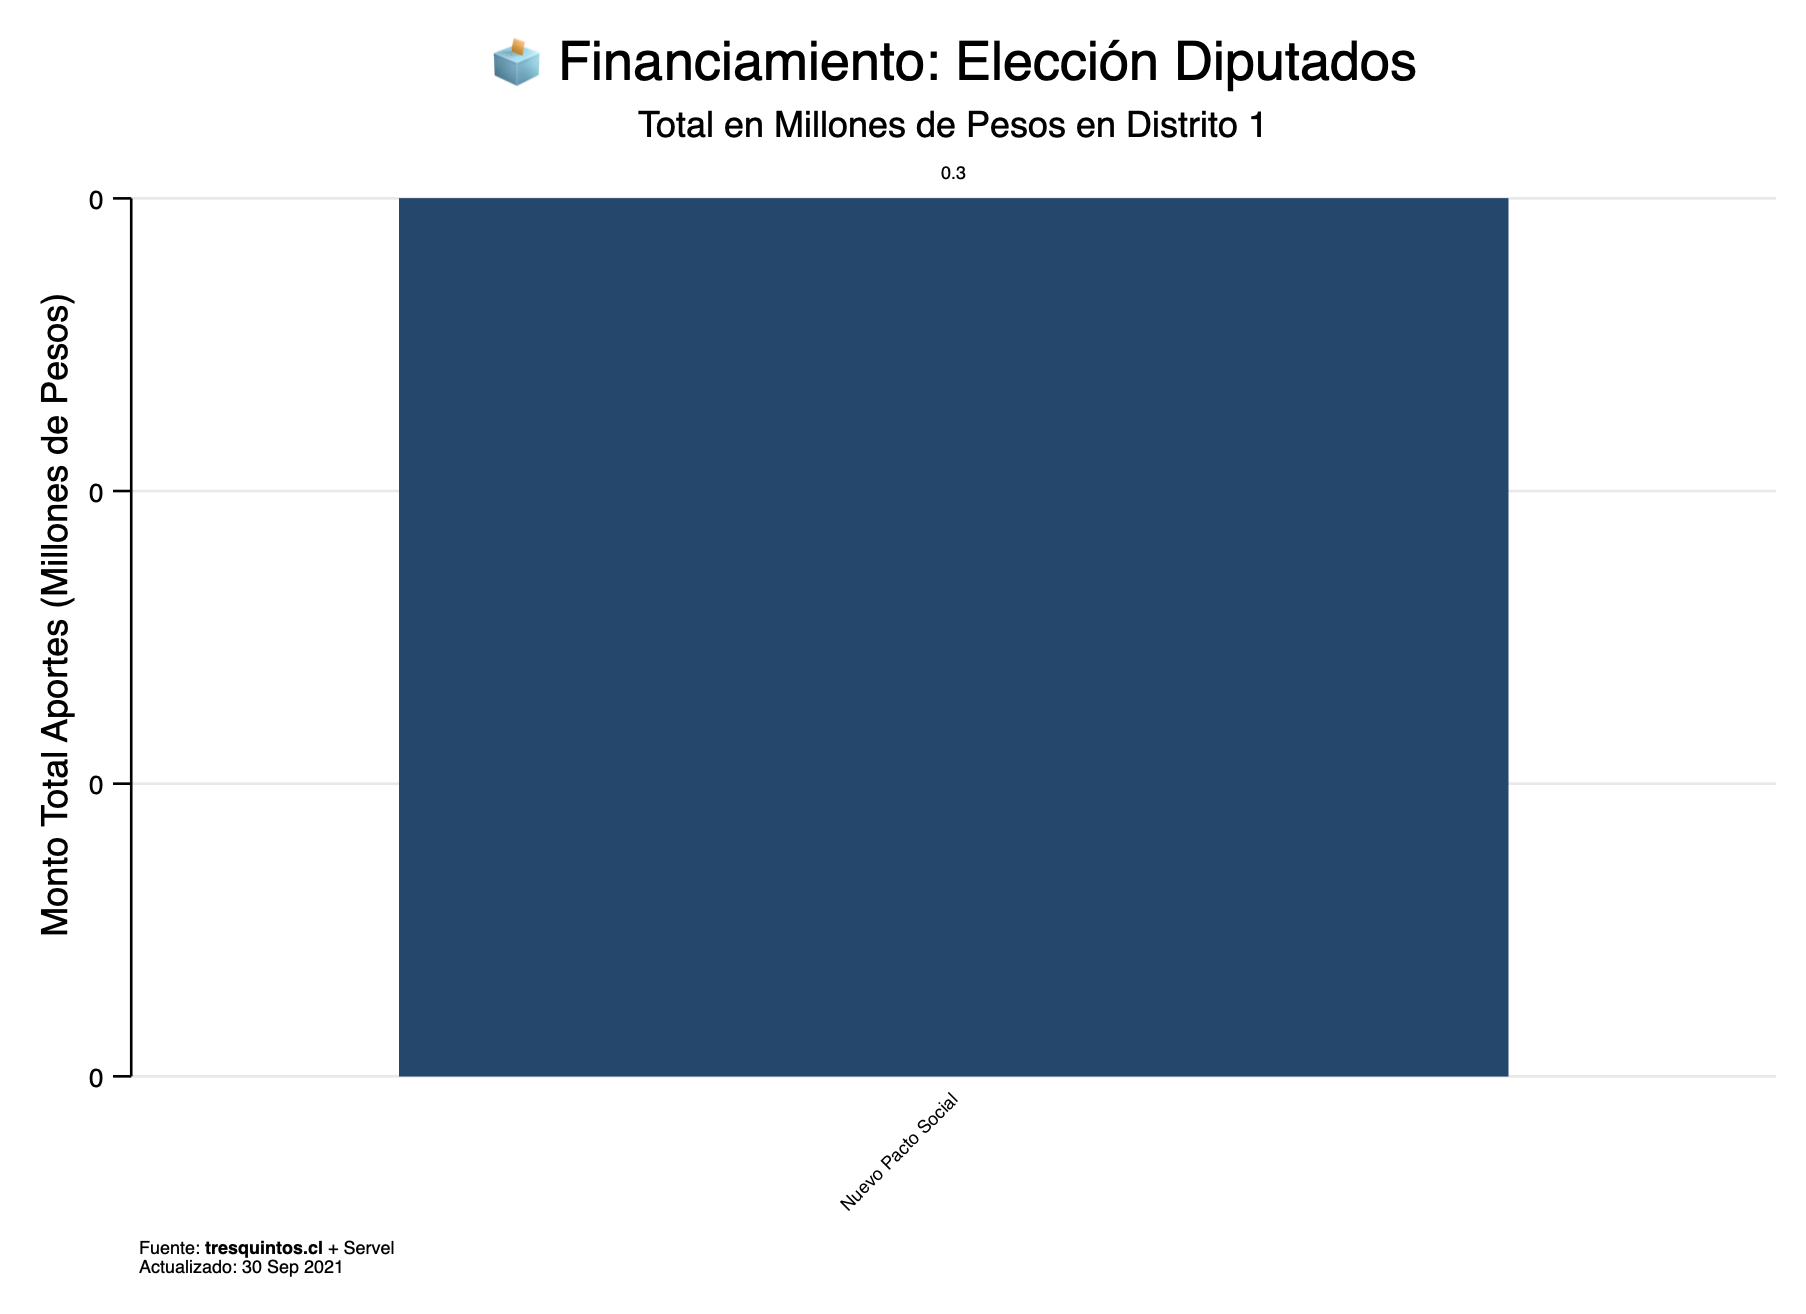 🗳️ Financiamiento: Elección Diputados
Total en Millones de Pesos en Distrito 1
0.3
0
0
0
0
Monto Total Aportes (Millones de Pesos)
Nuevo Pacto Social
Fuente: tresquintos.cl + Servel
Actualizado: 30 Sep 2021